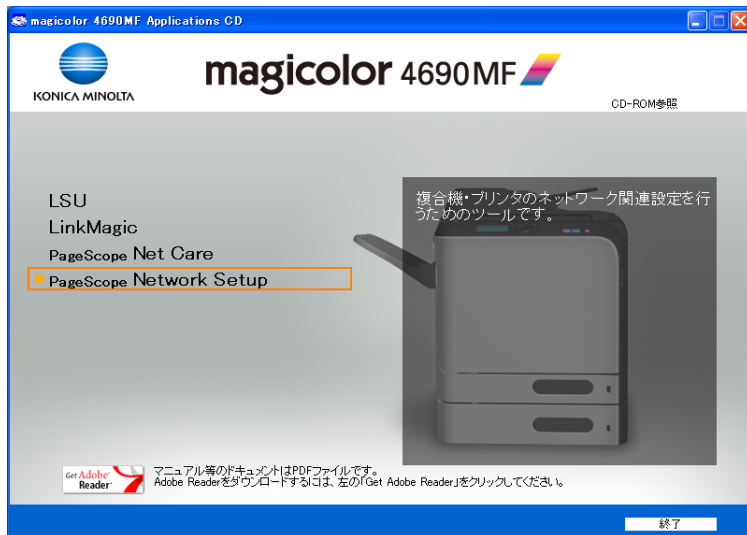 magicolor 4690MF Applications CD
KONICA MINOLTA
magicolor 4690MF
CD-ROM参照
LSU
LinkMagic
PageScope Net Care
PageScope Network Setup
複合機・プリンタのネットワーク関連設定を行
うためのツールです。
Get Adobe Reader
マニュアル等のドキュメントはPDFファイルです。
Adobe Readerをダウンロードするには、左の「Get Adobe Reader」をクリックしてください。
終了